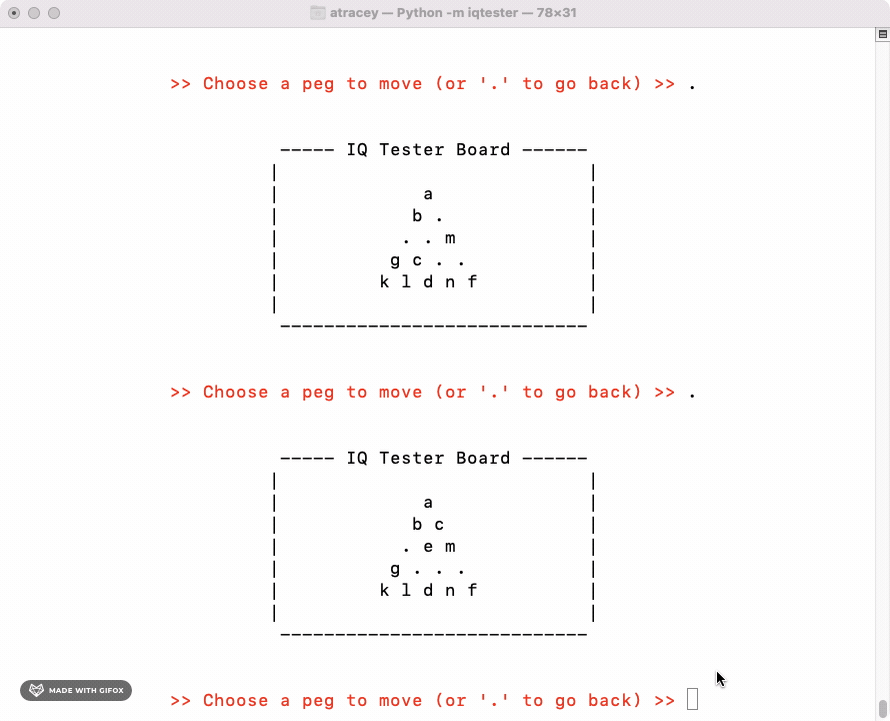 atracey — Python -m iqtester — 78×31
>> Choose a peg to move (or '.' to go back) >> .
----- IQ Tester Board ------
|                             |
|             a               |
|            b .              |
|           . . m             |
|          g c . .            |
|         k l d n f           |
|                             |
----------------------------
>> Choose a peg to move (or '.' to go back) >> .
----- IQ Tester Board ------
|                             |
|             a               |
|            b c              |
|           . e m             |
|          g . . .            |
|         k l d n f           |
|                             |
----------------------------
>> Choose a peg to move (or '.' to go back) >>
MADE WITH GIFOX